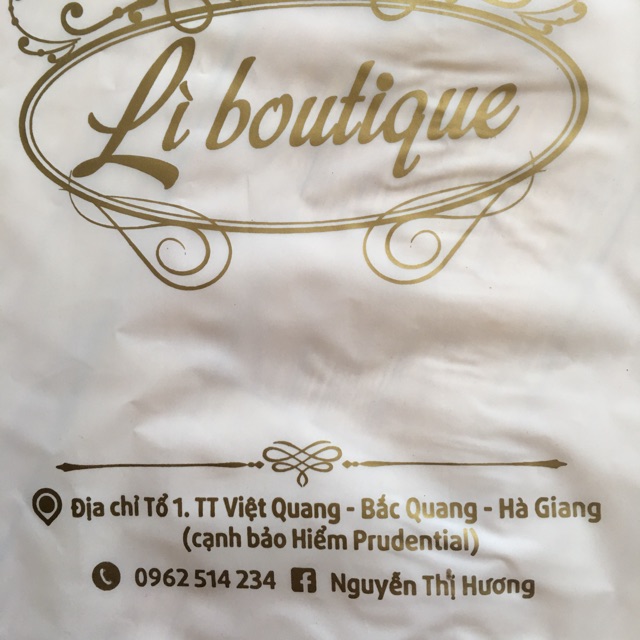 Lì boutique
Địa chỉ Tổ 1. TT Việt Quang - Bắc Quang - Hà Giang
(cạnh bảo Hiểm Prudential)
0962 514 234 Nguyễn Thị Hương